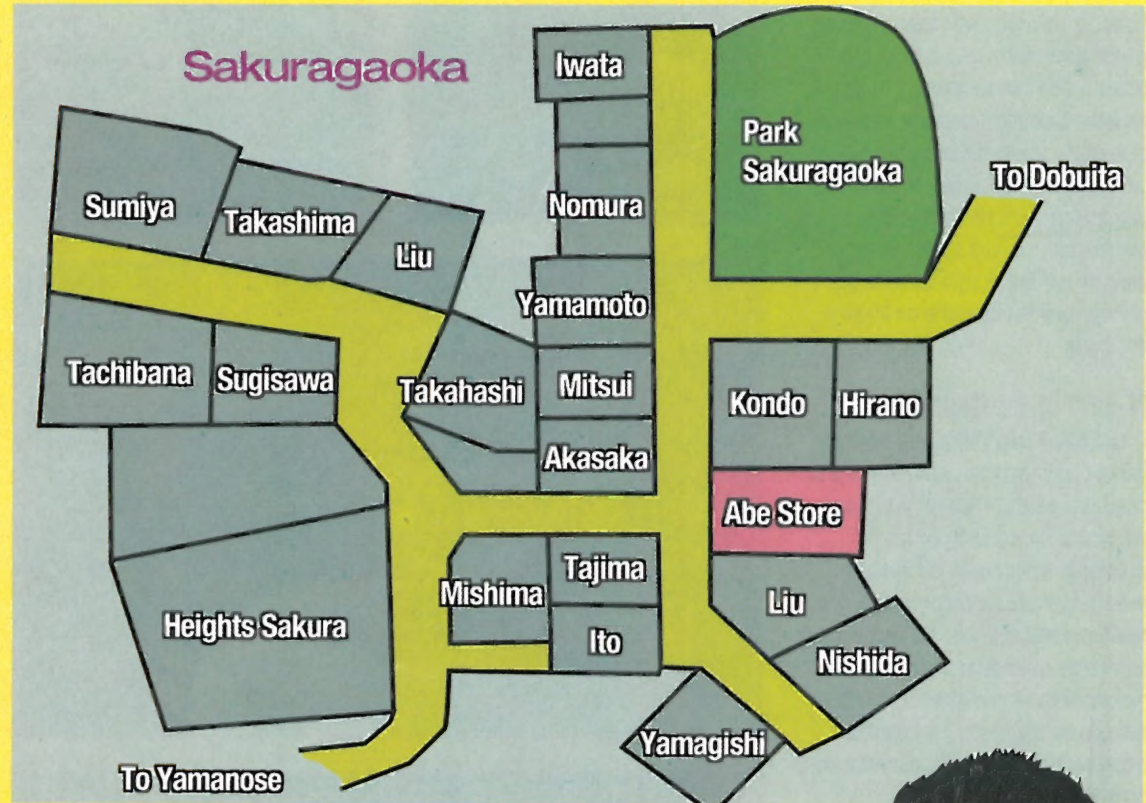 Sakuragaoka
Iwata
Park
Sakuragaoka
To Dobuita
Sumiya
Takashima
Nomura
Liu
Yamamoto
Tachibana
Sugisawa
Takahashi
Mitsui
Kondo
Hirano
Akasaka
Abe Store
Mishima
Tajima
Liu
Heights Sakura
Ito
Nishida
Yamagishi
To Yamanose